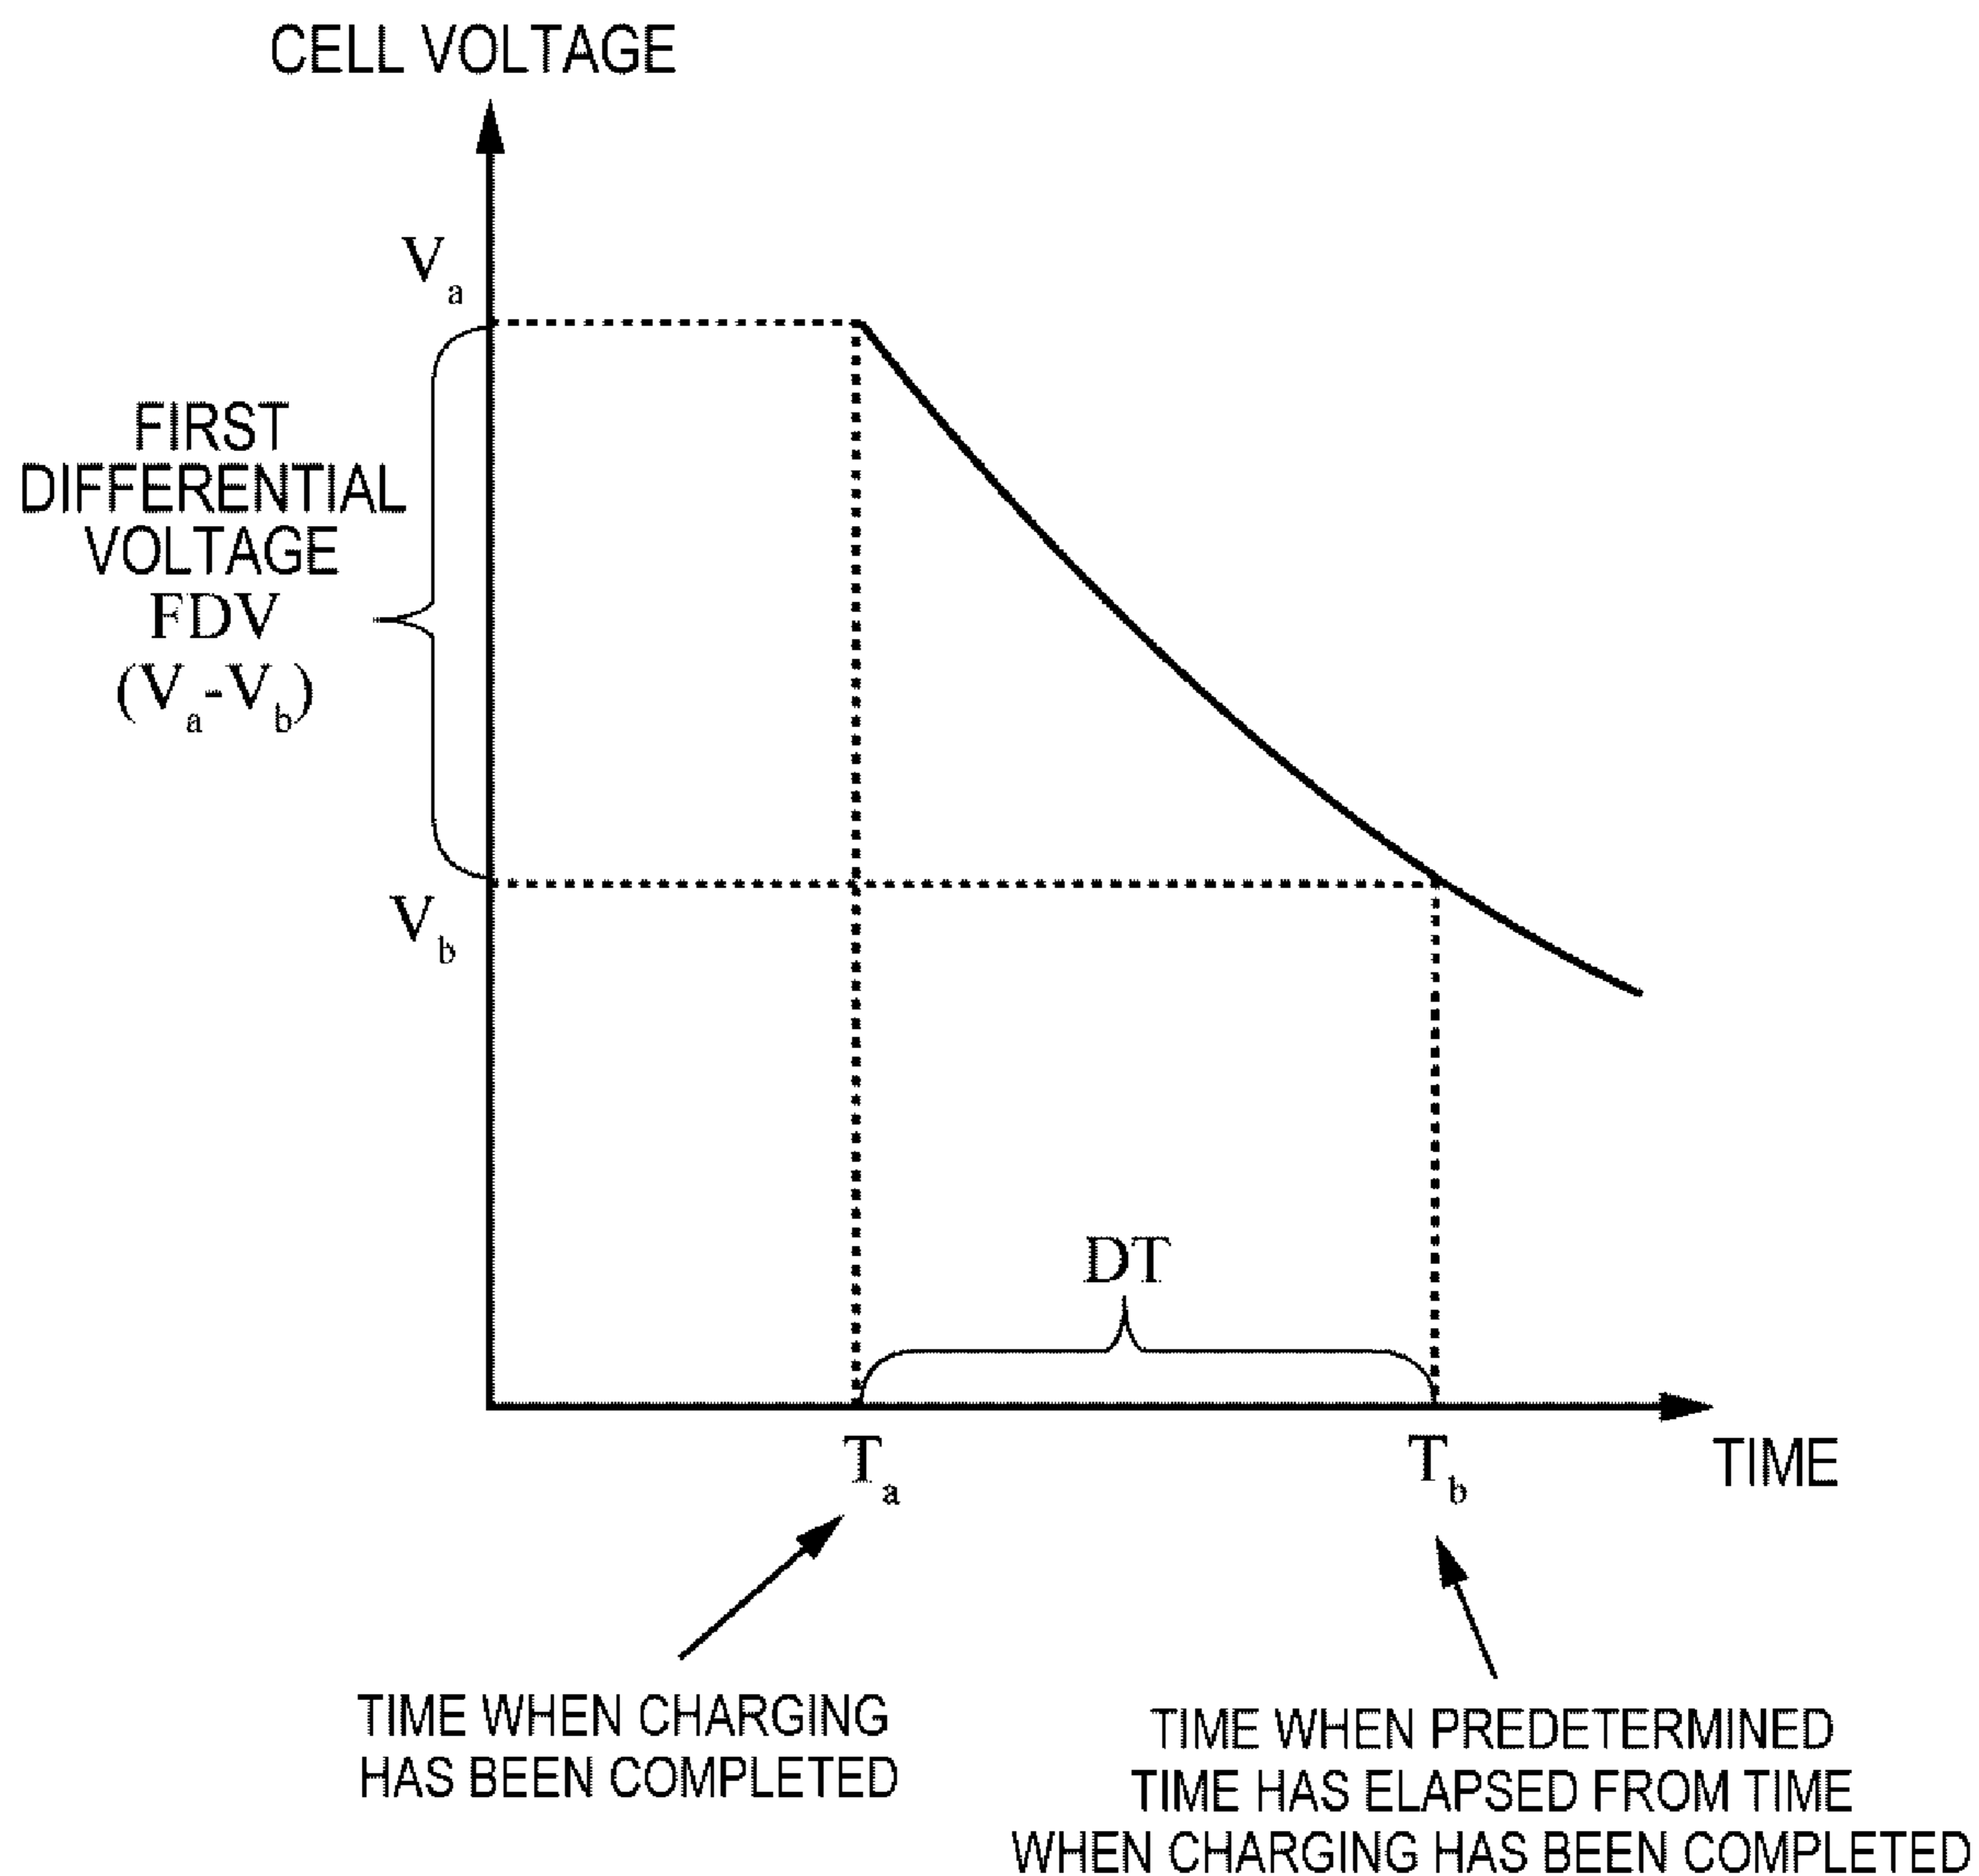 CELL VOLTAGE
Va
FIRST
DIFFERENTIAL
VOLTAGE
FDV
(Va-Vb)
Vb
DT
Ta
Tb
TIME
TIME WHEN CHARGING
HAS BEEN COMPLETED
TIME WHEN PREDETERMINED
TIME HAS ELAPSED FROM TIME
WHEN CHARGING HAS BEEN COMPLETED